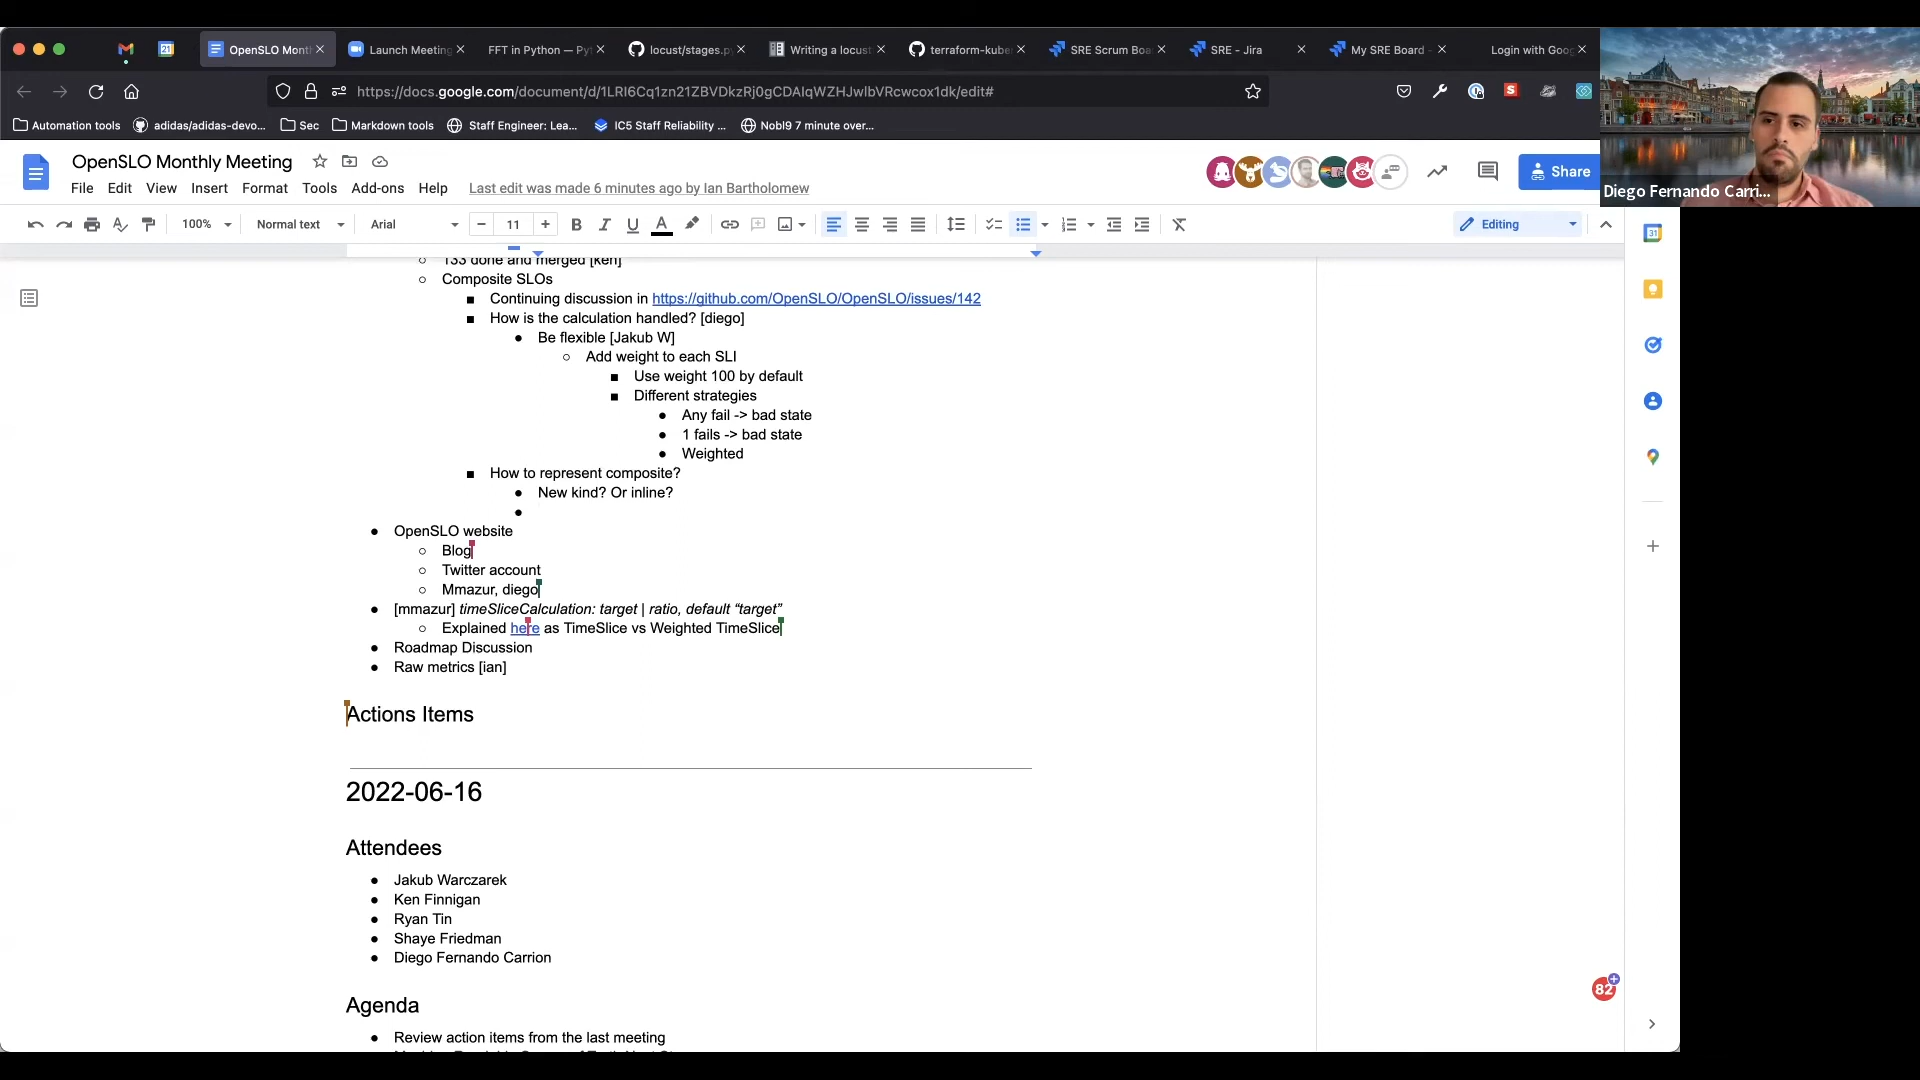 OpenSLO Mont
Launch Meeting
FFT in Python — Py
locust/stages.p
Writing a locust
terraform-kube
SRE Scrum Boa
SRE - Jira
My SRE Board -
Login with Goog
https://docs.google.com/document/d/1LRI6Cq1zn21ZBVDkzRj0gCDAIqWZHJwlbVRcwcox1dk/edit#
Automation tools
adidas/adidas-devo...
Sec
Markdown tools
Staff Engineer: Lea...
IC5 Staff Reliability ...
Nobl9 7 minute over...
Diego Fernando Carri...
OpenSLO Monthly Meeting
Share
File Edit View Insert Format Tools Add-ons Help Last edit was made 6 minutes ago by Ian Bartholomew
100% Normal text Arial 11 Editing
133 done and merged [ken]
Composite SLOs
Continuing discussion in https://github.com/OpenSLO/OpenSLO/issues/142
How is the calculation handled? [diego]
Be flexible [Jakub W]
Add weight to each SLI
Use weight 100 by default
Different strategies
Any fail -> bad state
1 fails -> bad state
Weighted
How to represent composite?
New kind? Or inline?
OpenSLO website
Blog
Twitter account
Mmazur, diego
[mmazur] timeSliceCalculation: target | ratio, default “target”
Explained here as TimeSlice vs Weighted TimeSlice
Roadmap Discussion
Raw metrics [ian]
Actions Items
2022-06-16
Attendees
Jakub Warczarek
Ken Finnigan
Ryan Tin
Shaye Friedman
Diego Fernando Carrion
Agenda
Review action items from the last meeting
82